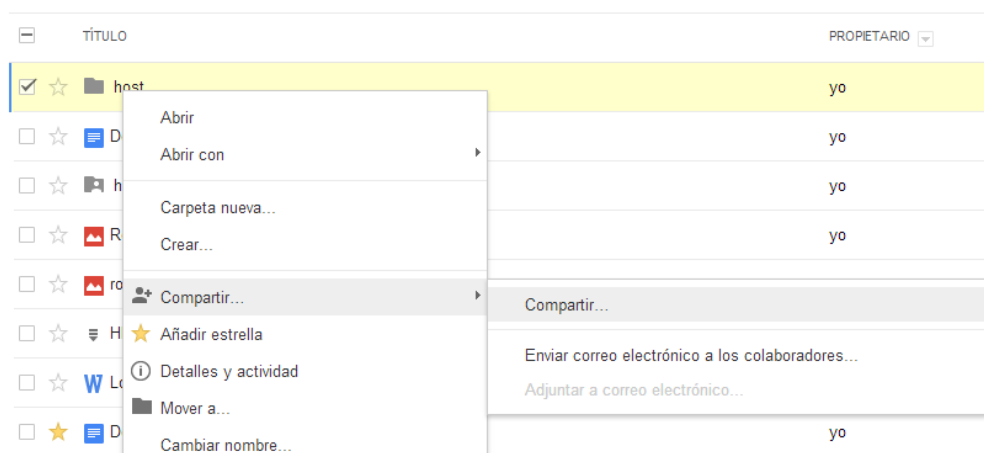 TÍTULO PROPIETARIO
host yo
Abrir
D yo
Abrir con
h yo
Carpeta nueva...
R yo
Crear...
ro
Compartir...
Compartir...
H Añadir estrella
Enviar correo electrónico a los colaboradores...
Detalles y actividad
Lo
Adjuntar a correo electrónico...
Mover a...
D yo
Cambiar nombre...